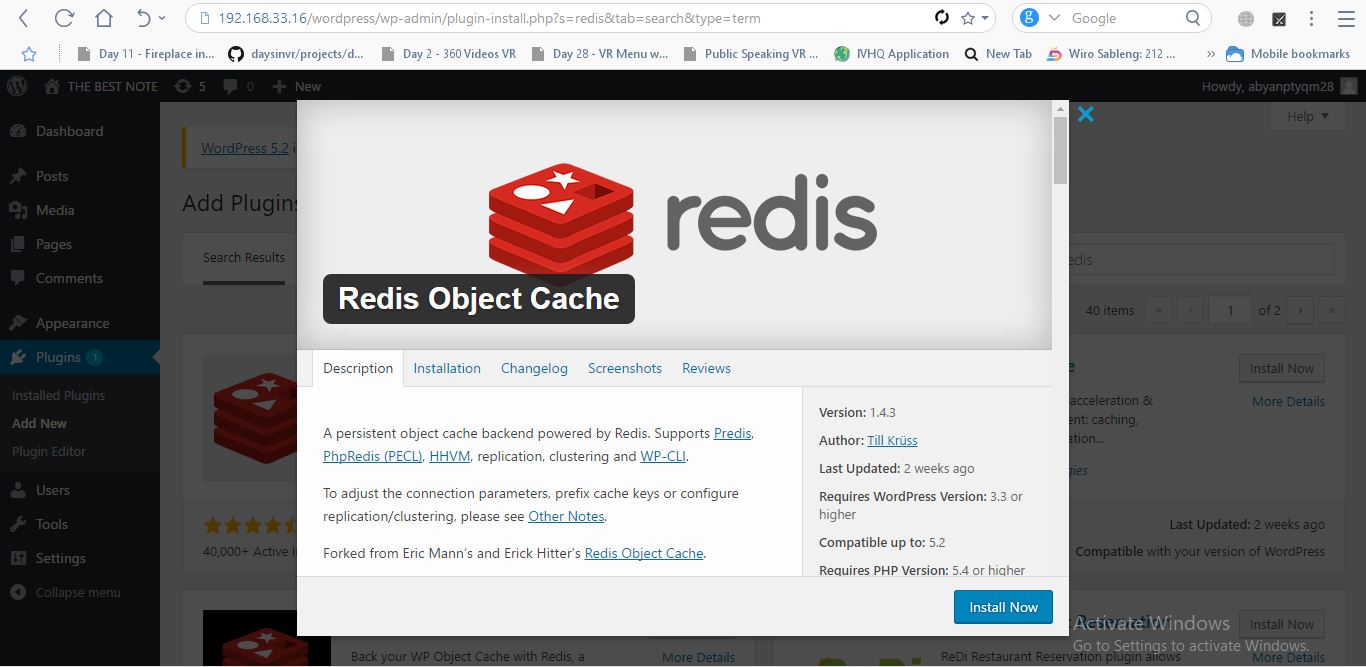 192.168.33.16/wordpress/wp-admin/plugin-install.php?s=redis&tab=search&type=term
Google
Day 11 - Fireplace in...
daysinvr/projects/d...
Day 2 - 360 Videos VR
Day 28 - VR Menu w...
Public Speaking VR ...
IVHQ Application
New Tab
Wiro Sableng: 212 ...
»
Mobile bookmarks
THE BEST NOTE
5
0
New
Howdy, abyanptyqm28
Dashboard
Posts
Media
Pages
Comments
Appearance
Plugins 1
Installed Plugins
Add New
Plugin Editor
Users
Tools
Settings
Collapse menu
Help
WordPress 5.2 i
Add Plugins
Search Results
edis
40 items
«
‹
1
of 2
›
»
redis
Redis Object Cache
Description
Installation
Changelog
Screenshots
Reviews
A persistent object cache backend powered by Redis. Supports Predis,
PhpRedis (PECL), HHVM, replication, clustering and WP-CLI.
To adjust the connection parameters, prefix cache keys or configure
replication/clustering, please see Other Notes.
Forked from Eric Mann's and Erick Hitter's Redis Object Cache.
Version: 1.4.3
Author: Till Krüss
Last Updated: 2 weeks ago
Requires WordPress Version: 3.3 or
higher
Compatible up to: 5.2
Requires PHP Version: 5.4 or higher
Install Now
e
Install Now
More Details
acceleration &
ent: caching,
ation...
gies
40,000+ Active I
Last Updated: 2 weeks ago
Compatible with your version of WordPress
Back your WP Object Cache with Redis, a
More Details
Reservation
Install Now
ReDi Restaurant Reservation plugin allows
More Details
Activate Windows
Go to Settings to activate Windows.